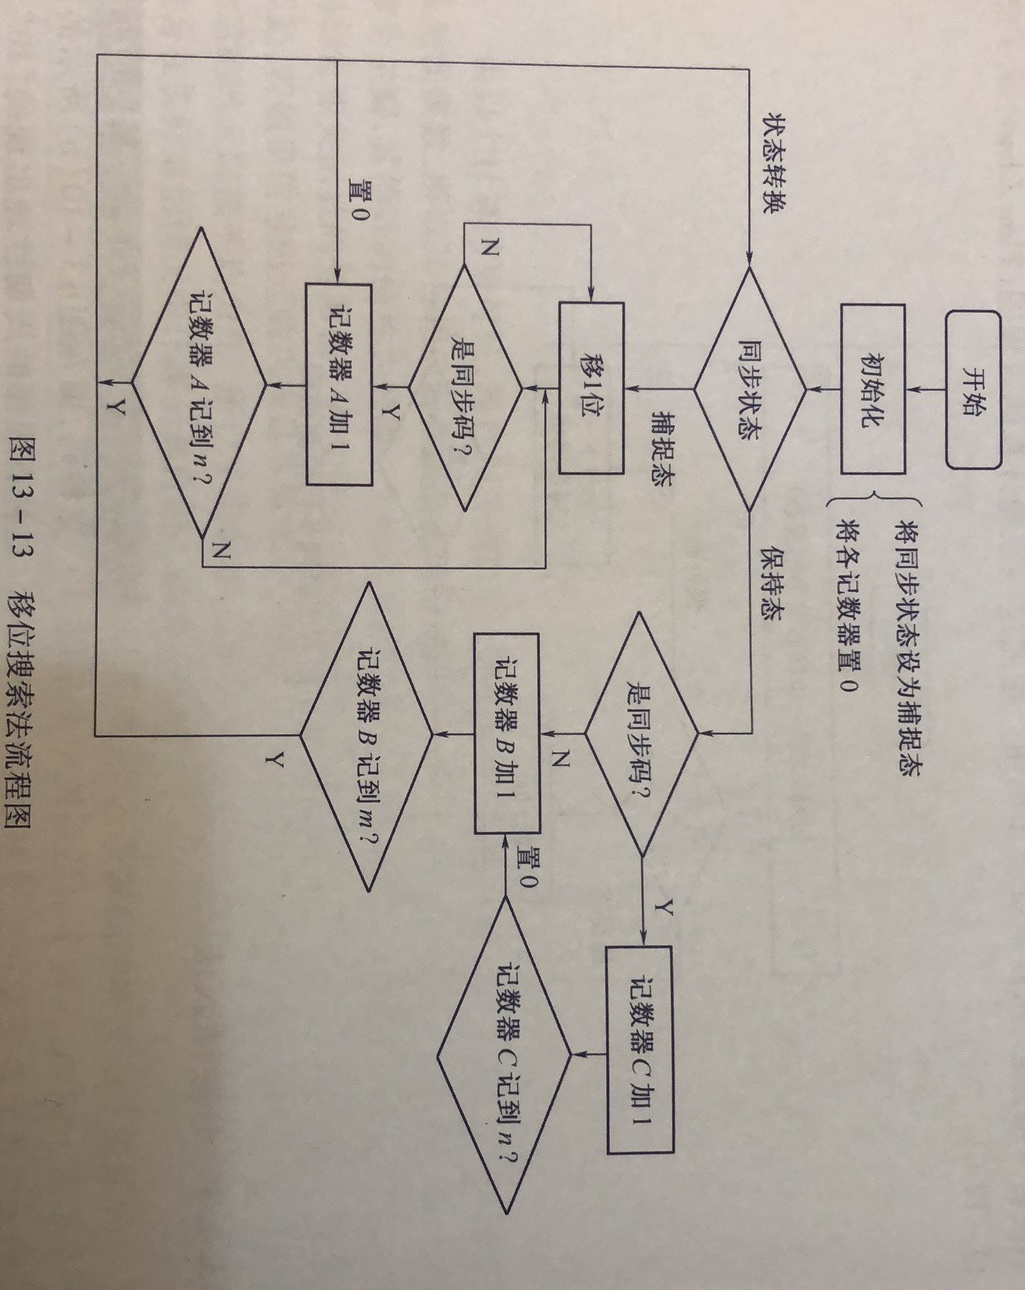 开始
初始化
将同步状态设为捕捉态
将各记数器置0
状态转换
同步状态
保持态
捕捉态
移1位
是同步码?
N
Y
置0
记数器A加1
记数器A记到n?
N
Y
是同步码?
Y
N
记数器C加1
记数器B加1
置0
记数器C记到n?
记数器B记到m?
Y
图13-13 移位搜索法流程图